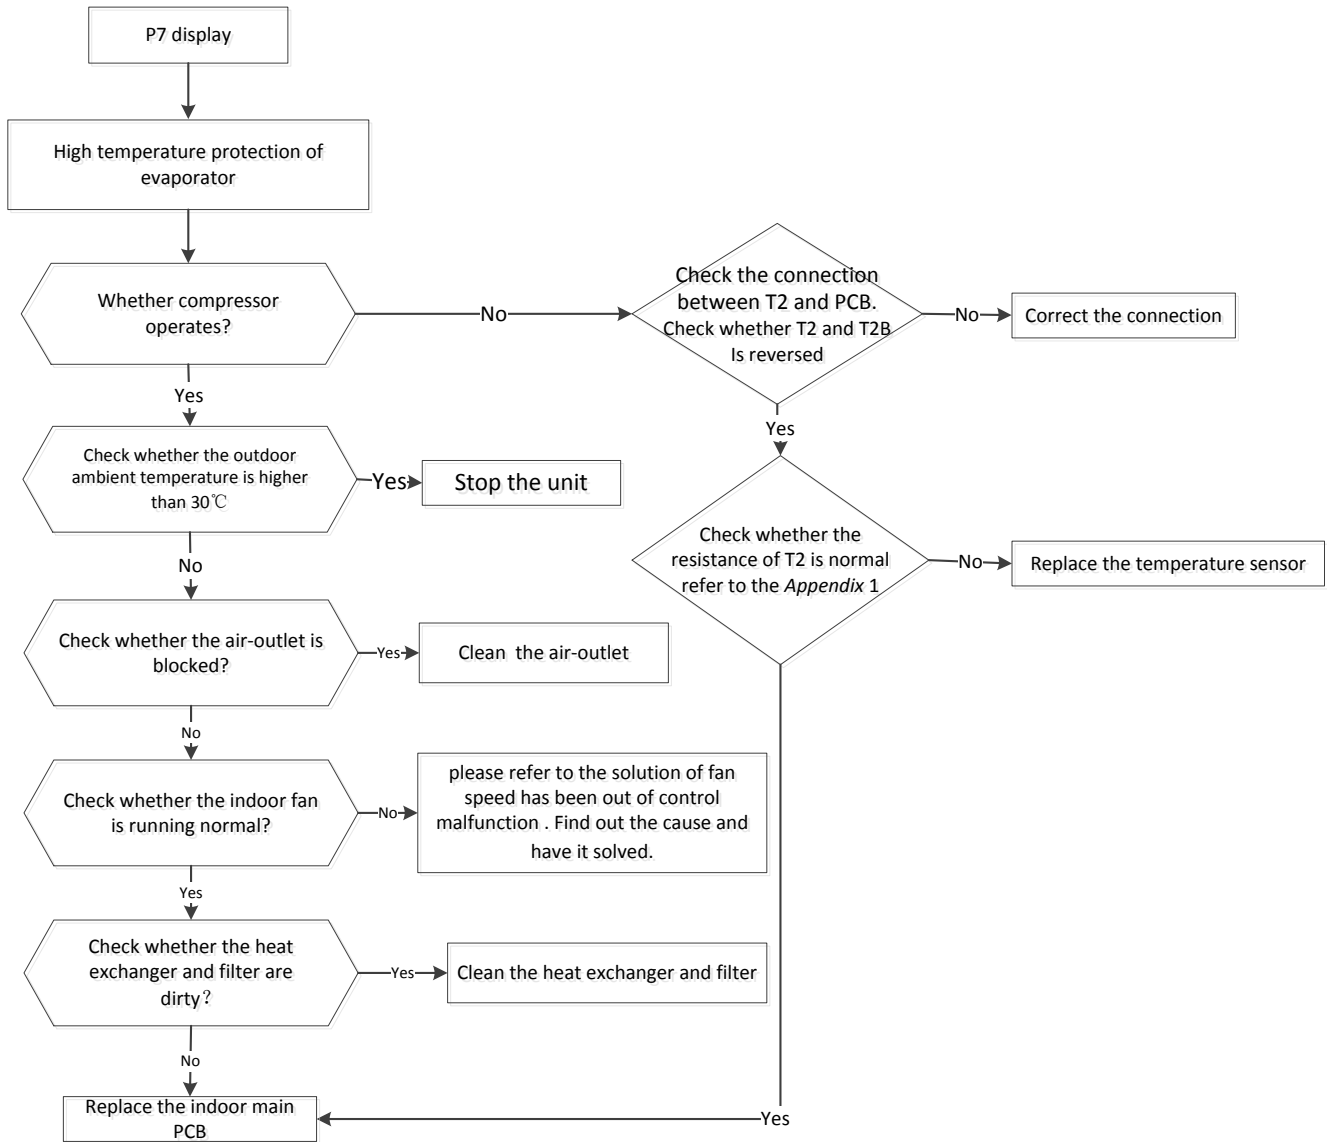 P7 display
High temperature protection of
evaporator
Whether compressor
operates?
No
Check the connection
between T2 and PCB.
Check whether T2 and T2B
Is reversed
No
Correct the connection
Yes
Yes
Check whether the outdoor
ambient temperature is higher
than 30℃
Yes
Stop the unit
No
Check whether the
resistance of T2 is normal
refer to the Appendix 1
No
Replace the temperature sensor
Check whether the air-outlet is
blocked?
Yes
Clean the air-outlet
No
Check whether the indoor fan
is running normal?
No
please refer to the solution of fan
speed has been out of control
malfunction . Find out the cause and
have it solved.
Yes
Check whether the heat
exchanger and filter are
dirty？
Yes
Clean the heat exchanger and filter
No
Replace the indoor main
PCB
Yes